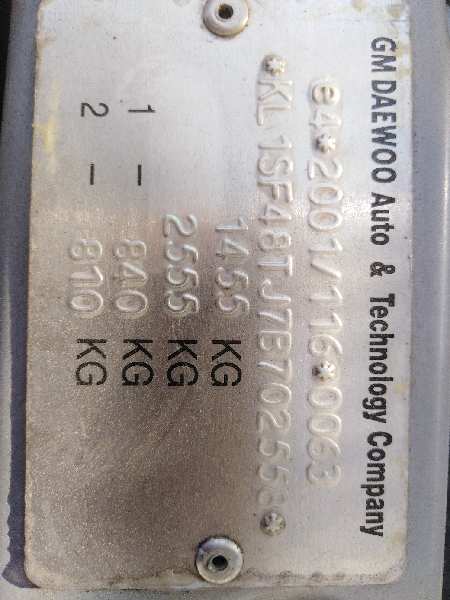 GM DAEWOO Auto & Technology Company
e4*2001/116*0063
*KL1SF48TJ7B702558*
1455 KG
2555 KG
1 – 840 KG
2 – 810 KG